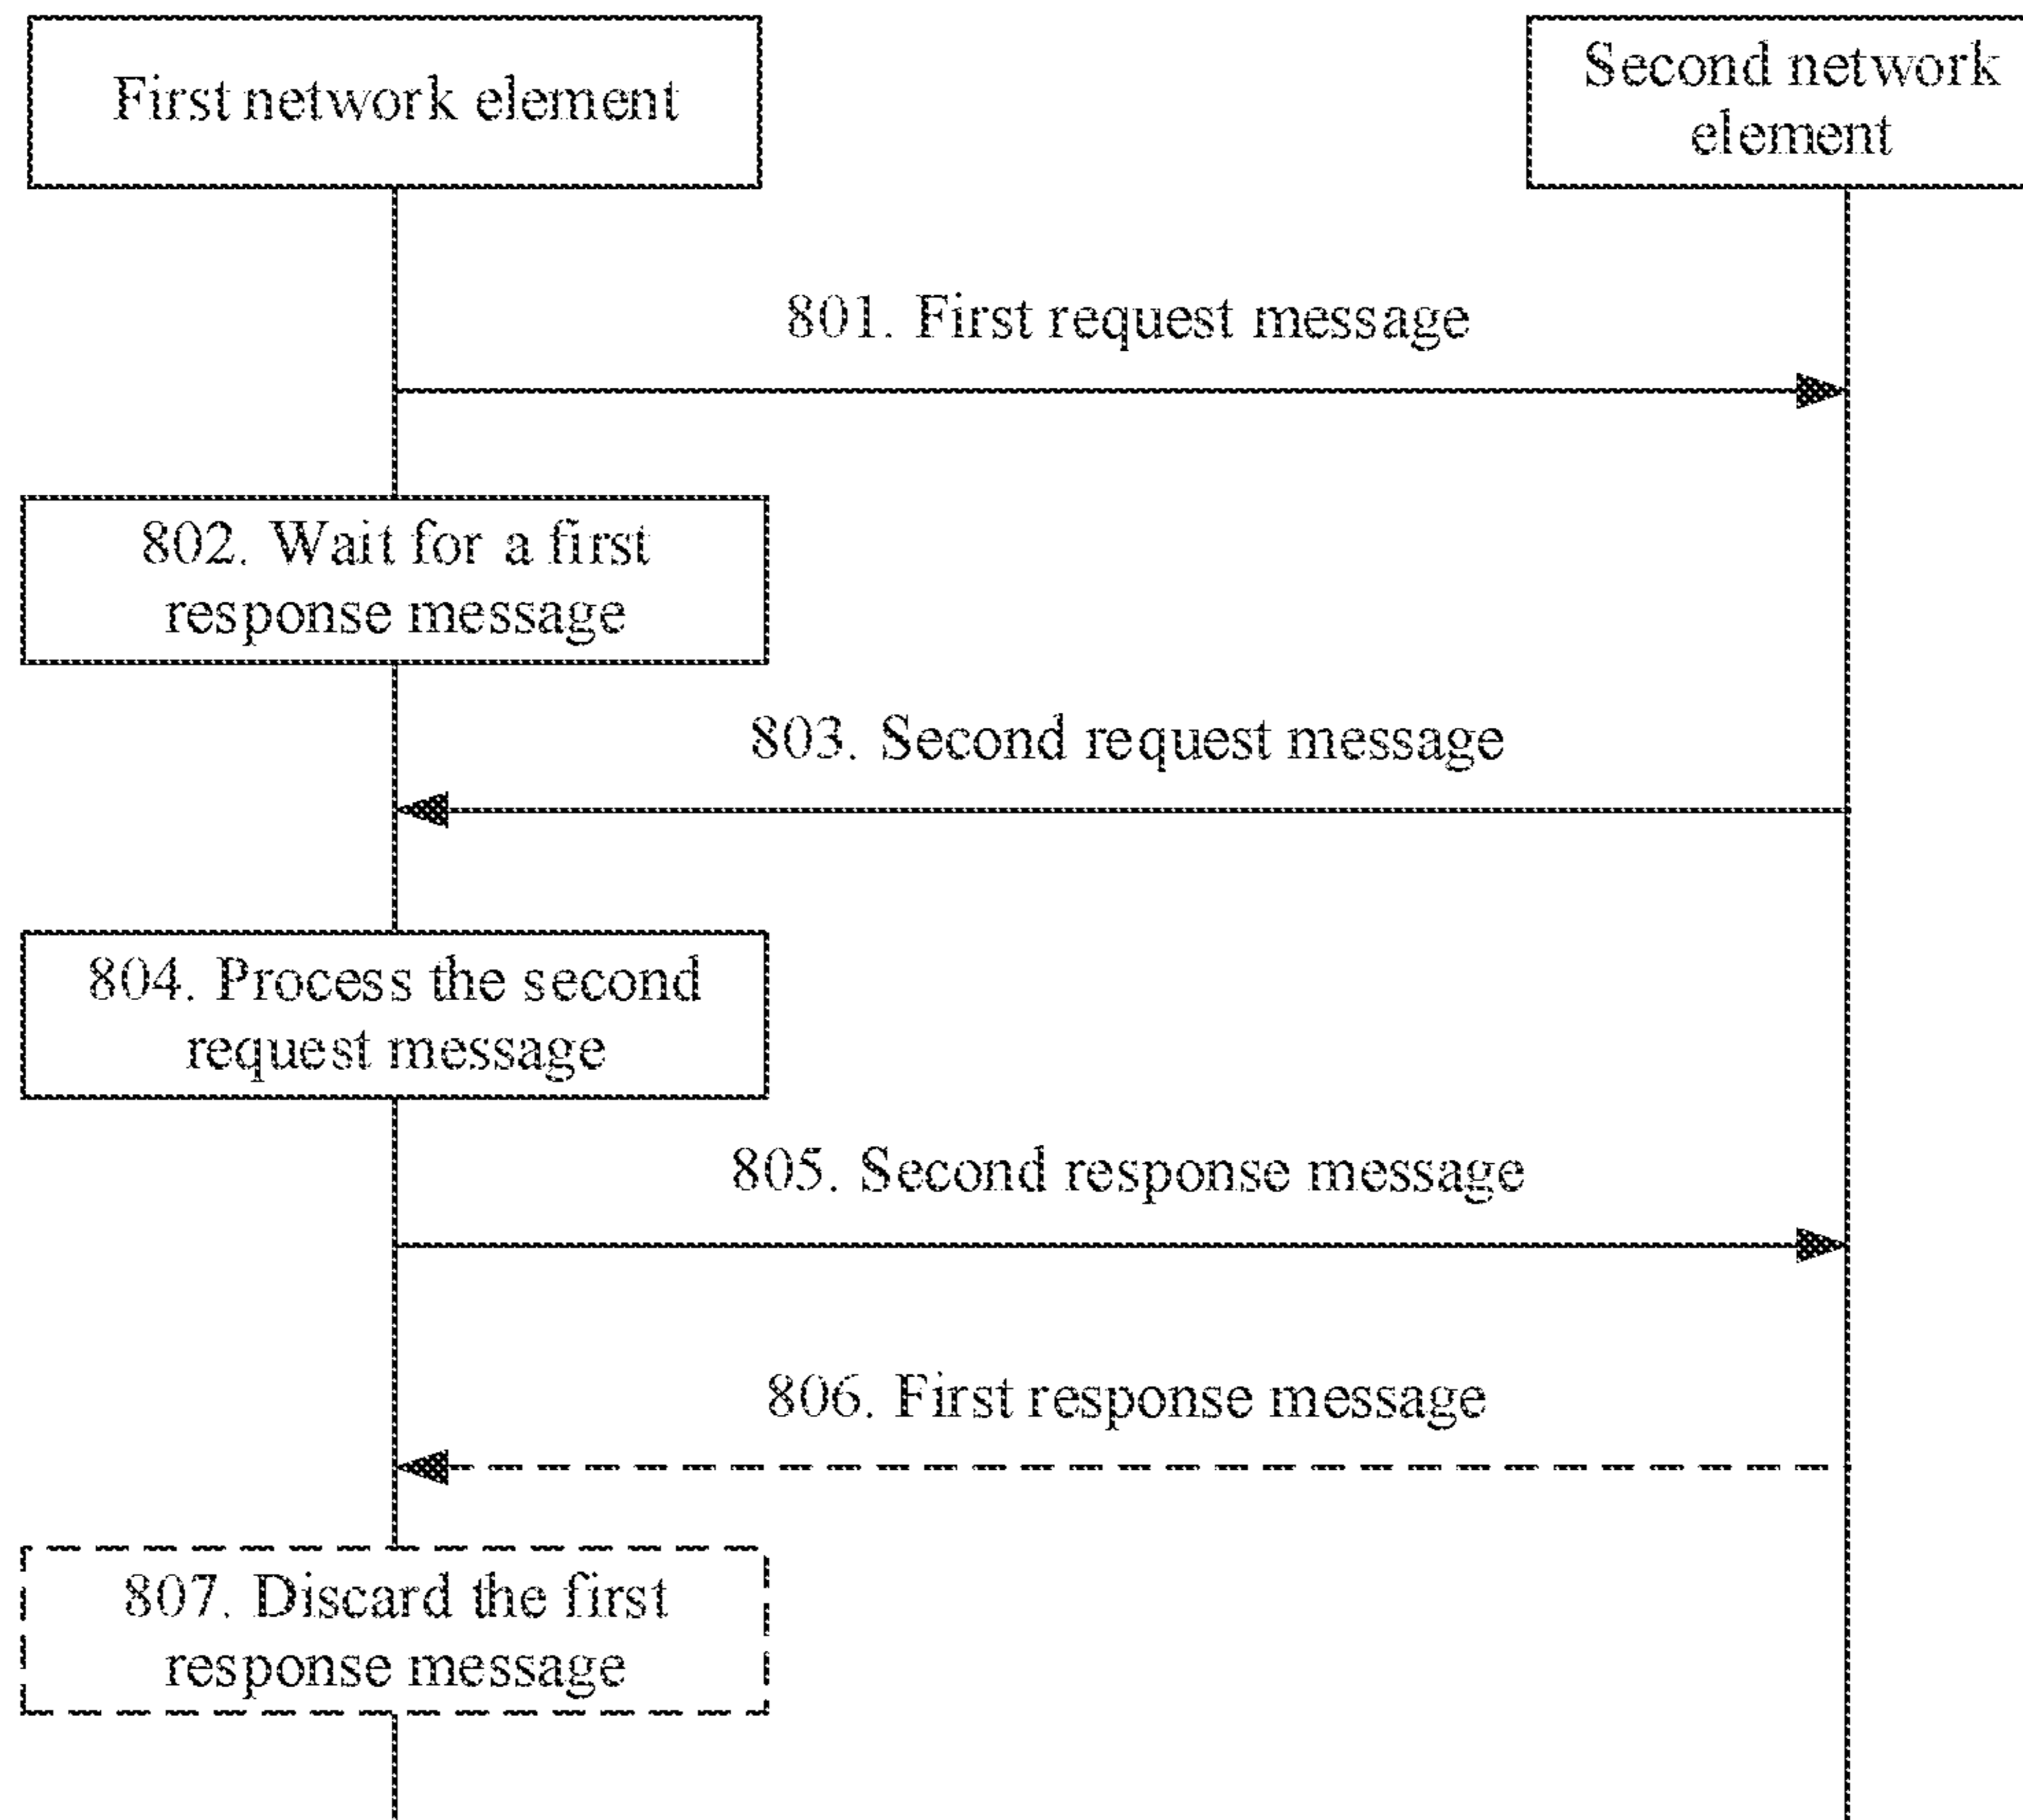 First network element
Second network
element
801. First request message
802. Wait for a first
response message
803. Second request message
804. Process the second
request message
805. Second response message
806. First response message
807. Discard the first
response message